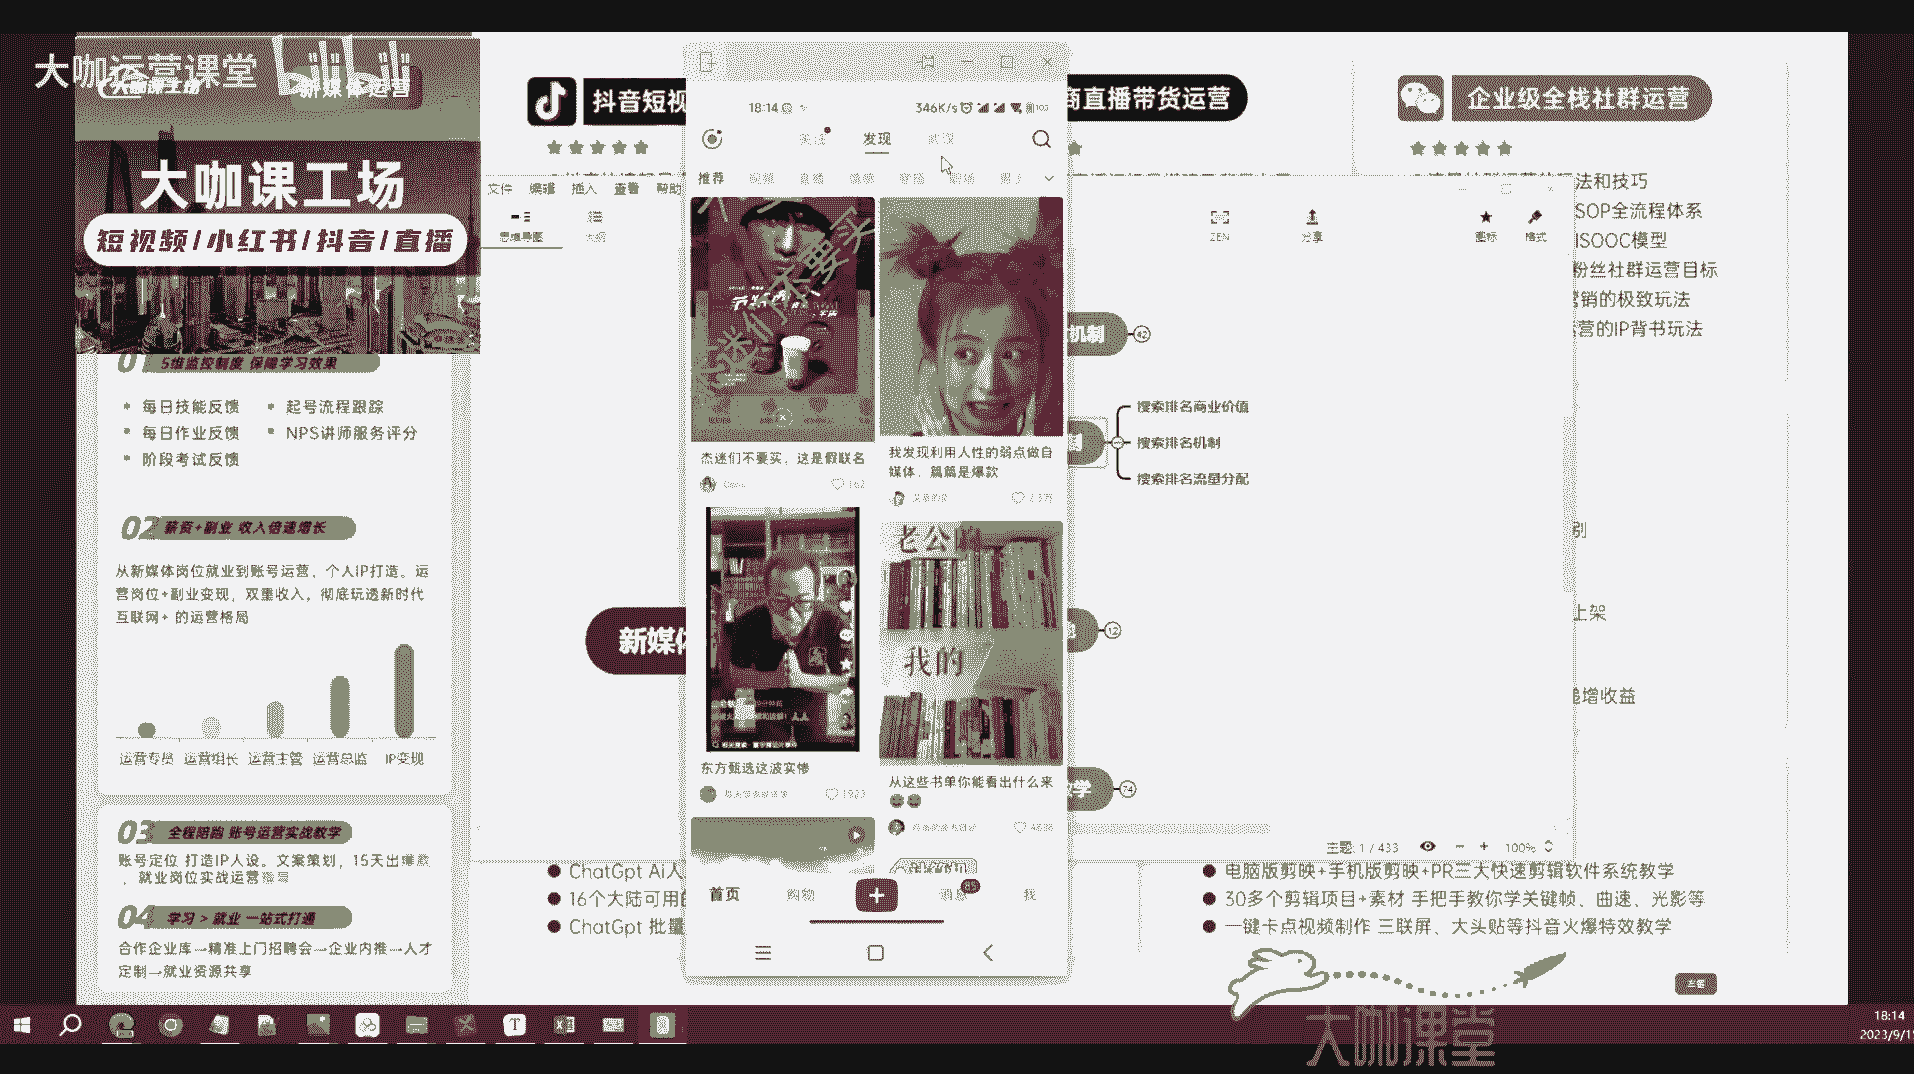 大咖运营课堂
bilibili
新媒体运营
大咖课工场
短视频/小红书/抖音/直播
01 5维监控制度 保障学习效果
每日技能反馈
起号流程跟踪
每日作业反馈
NPS讲师服务评分
阶段考试反馈
02 薪资+副业 收入倍速增长
从新媒体岗位就业到账号运营，个人IP打造。运
营岗位+副业变现，双重收入，彻底玩透新时代
互联网+ 的运营格局
运营专员 运营组长 运营主管 运营总监 IP变现
03 全程陪跑 账号运营实战教学
账号定位 打造IP人设。文案策划，15天出爆款
，就业岗位实战运营指导
04 学习 > 就业 一站式打通
合作企业库→精准上门招聘会→企业内推→人才
定制→就业资源共享
抖音短视
商直播带货运营
企业级全栈社群运营
法和技巧
SOP全流程体系
ISOOC模型
粉丝社群运营目标
营销的极致玩法
营的IP背书玩法
文件 编辑 插入 查看 帮助
思维导图
大纲
ZEN
分享
图标
格式
机制
42
搜索排名商业价值
搜索排名机制
搜索排名流量分配
新媒体
12
学
74
别
上架
递增收益
主题: 1 / 433
100%
18:14
346K/s
发现
推荐 视频 直播 情感 穿搭 职场
杰迷们不要买，这是假联名
162
我发现利用人性的弱点做自
媒体，篇篇是爆款
2.3万
东方甄选这波实惨
1923
老公的
我的
从这些书单你能看出什么来
首页 购物 消息 85 我
ChatGpt Ai人
16个大陆可用的
ChatGpt 批量
电脑版剪映+手机版剪映+PR三大快速剪辑软件系统教学
30多个剪辑项目+素材 手把手教你学关键帧、曲速、光影等
一键卡点视频制作 三联屏、大头贴等抖音火爆特效教学
大咖课堂
18:14
2023/9/1